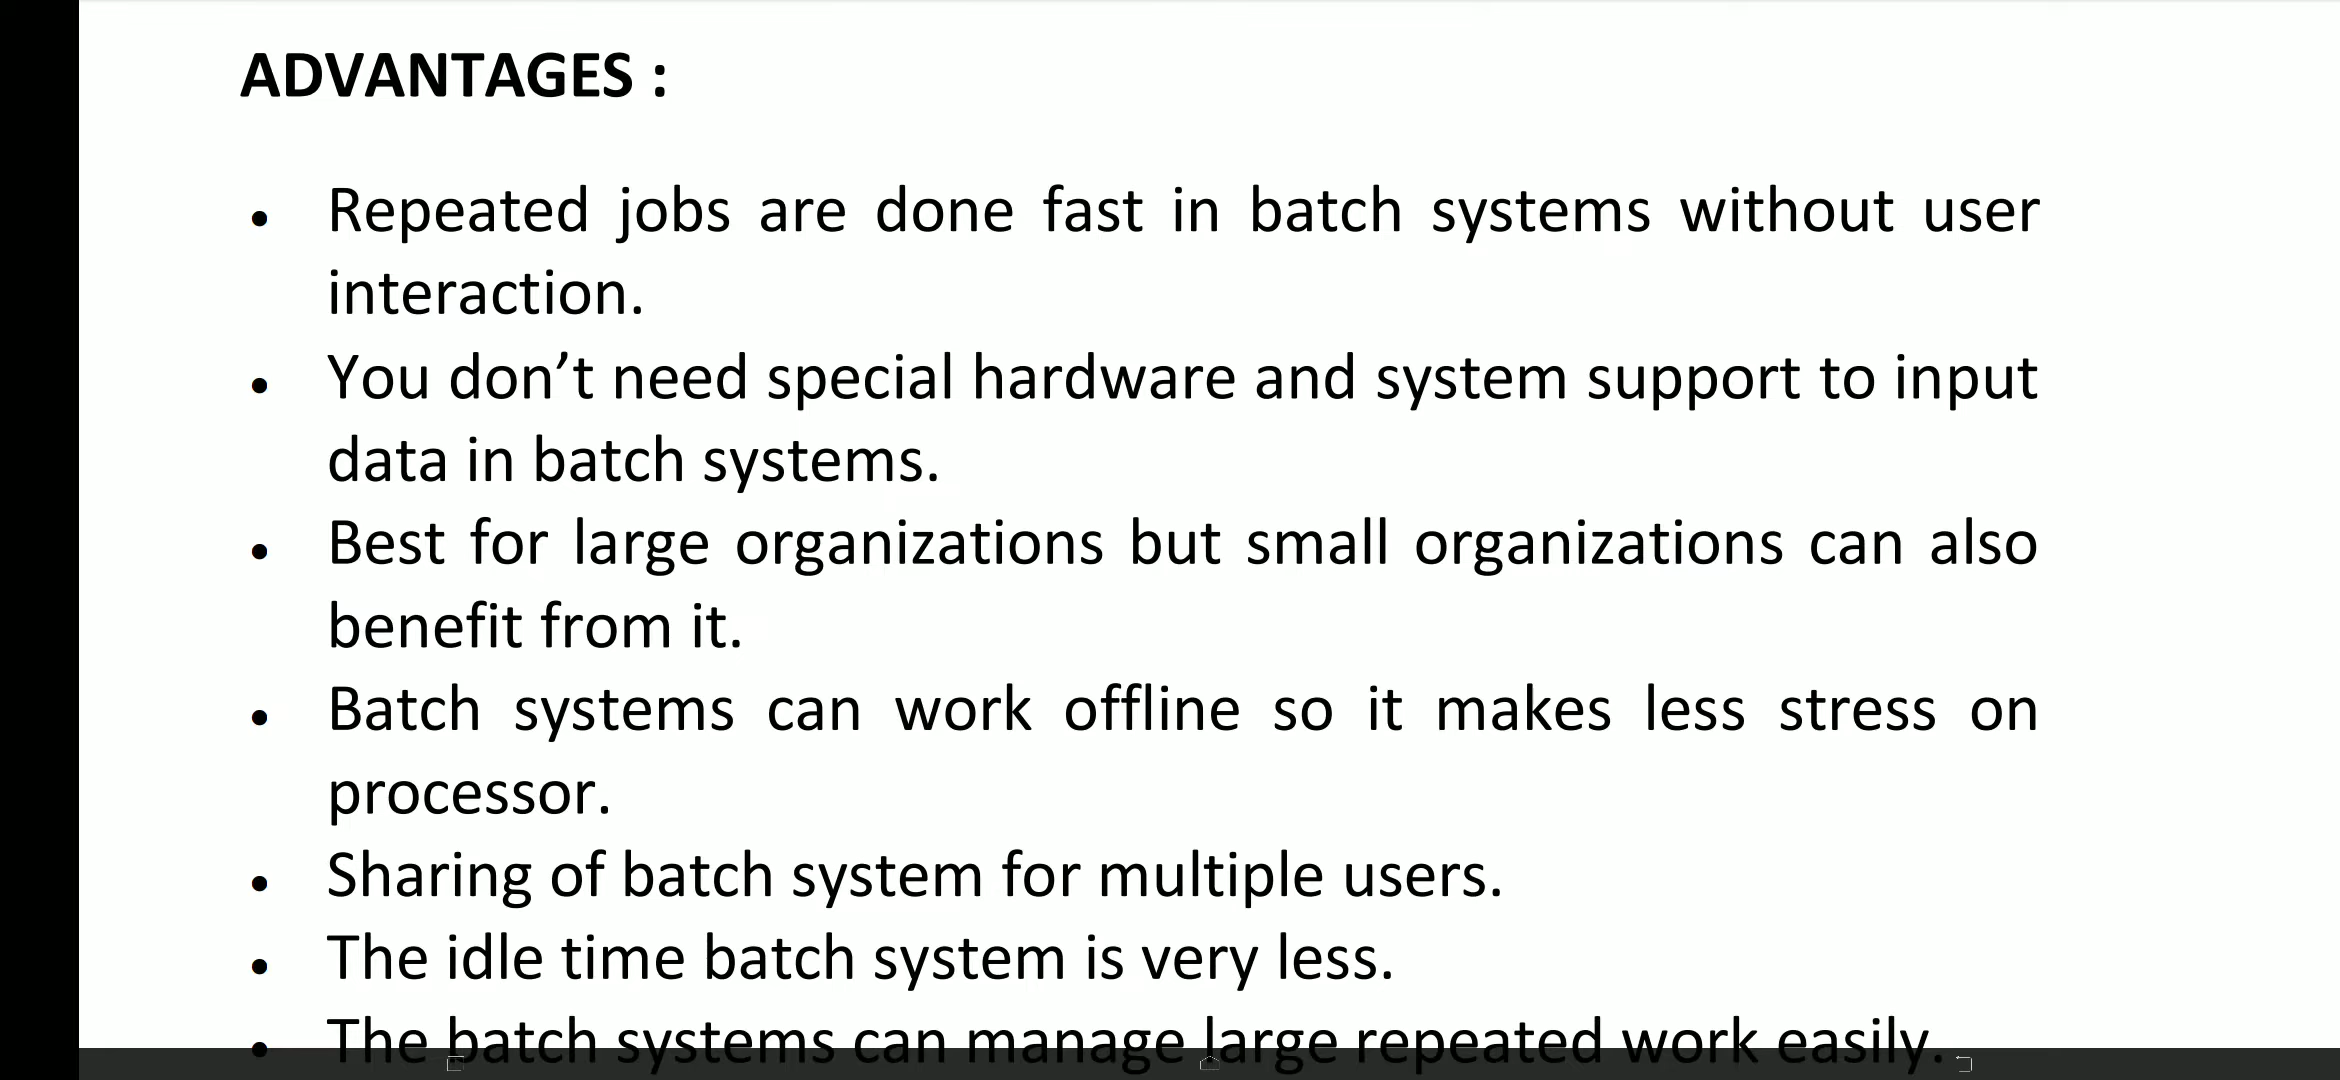 ADVANTAGES :
• Repeated jobs are done fast in batch systems without user
interaction.
• You don’t need special hardware and system support to input
data in batch systems.
• Best for large organizations but small organizations can also
benefit from it.
• Batch systems can work offline so it makes less stress on
processor.
• Sharing of batch system for multiple users.
• The idle time batch system is very less.
• The batch systems can manage large repeated work easily.